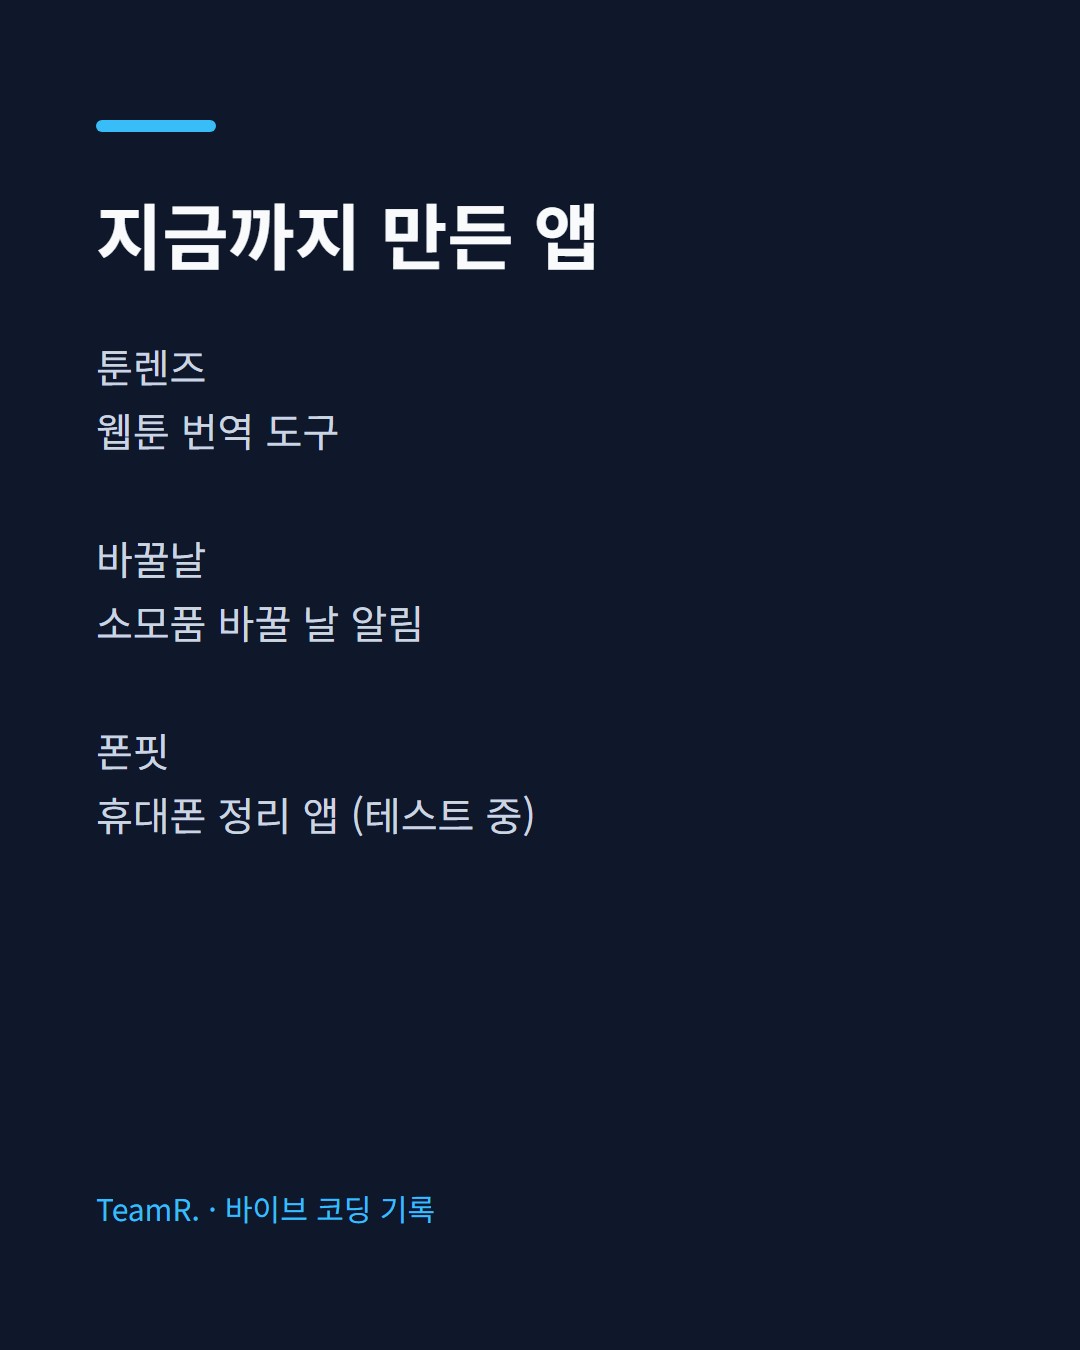 지금까지 만든 앱
툰렌즈
웹툰 번역 도구
바꿀날
소모품 바꿀 날 알림
폰핏
휴대폰 정리 앱 (테스트 중)
TeamR. · 바이브 코딩 기록